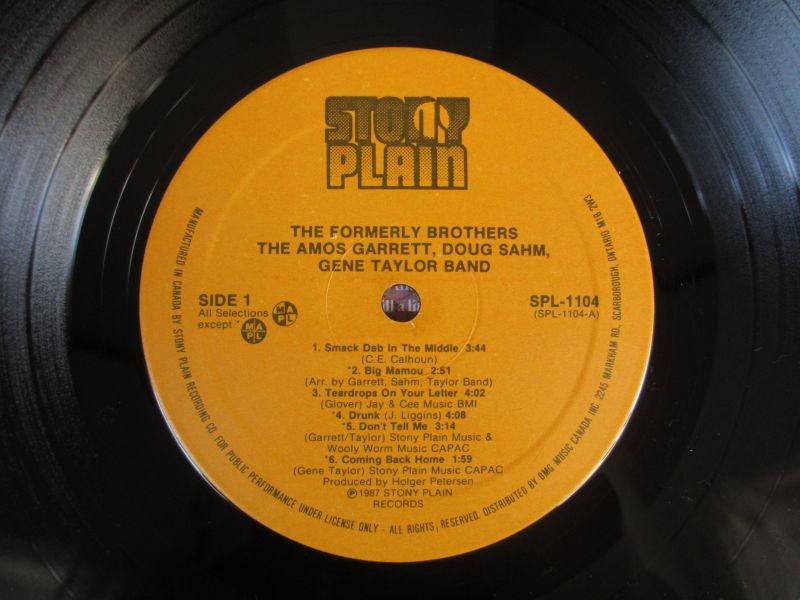 STONY
PLAIN
THE FORMERLY BROTHERS
THE AMOS GARRETT, DOUG SAHM,
GENE TAYLOR BAND
SIDE 1
All Selections
except *
MAPL
MAPL
SPL-1104
(SPL-1104-A)
1. Smack Dab In The Middle 3:44
(C.E. Calhoun)
*2. Big Mamou 2:51
(Arr. by Garrett, Sahm, Taylor Band)
3. Teardrops On Your Letter 4:02
(Glover) Jay & Cee Music BMI
*4. Drunk (J. Liggins) 4:08
*5. Don't Tell Me 3:14
(Garrett/Taylor) Stony Plain Music &
Wooly Worm Music CAPAC
*6. Coming Back Home 1:59
(Gene Taylor) Stony Plain Music CAPAC
Produced by Holger Petersen
℗1987 STONY PLAIN
RECORDS
MANUFACTURED IN CANADA BY STONY PLAIN RECORDING CO. FOR PUBLIC PERFORMANCE UNDER LICENSE ONLY - ALL RIGHTS RESERVED. DISTRIBUTED BY BMG MUSIC CANADA INC. 2245 MARKHAM RD., SCARBOROUGH, ONTARIO M1B 2W3